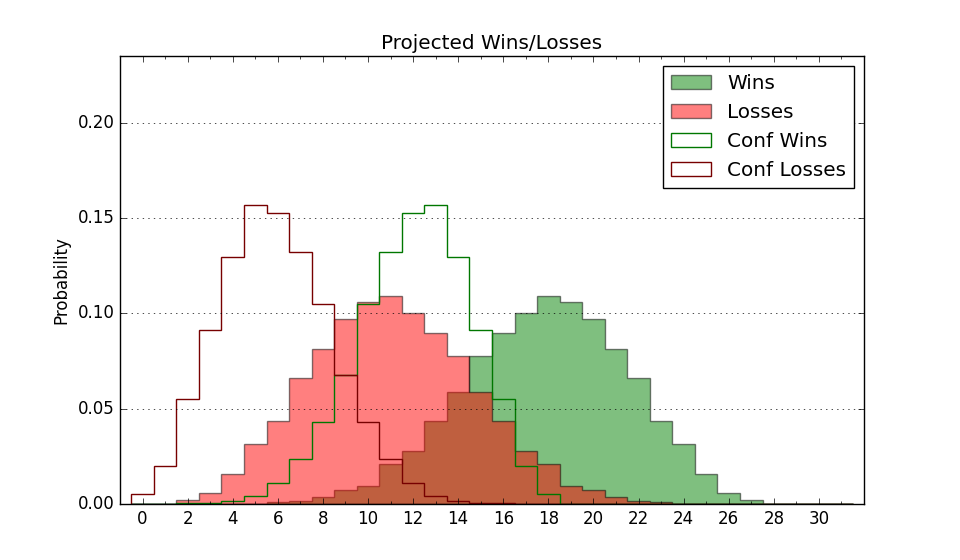 Projected Wins/Losses
Wins
Losses
Conf Wins
Conf Losses
Probability
0.20
0.15
0.10
0.05
0.00
0 2 4 6 8 10 12 14 16 18 20 22 24 26 28 30